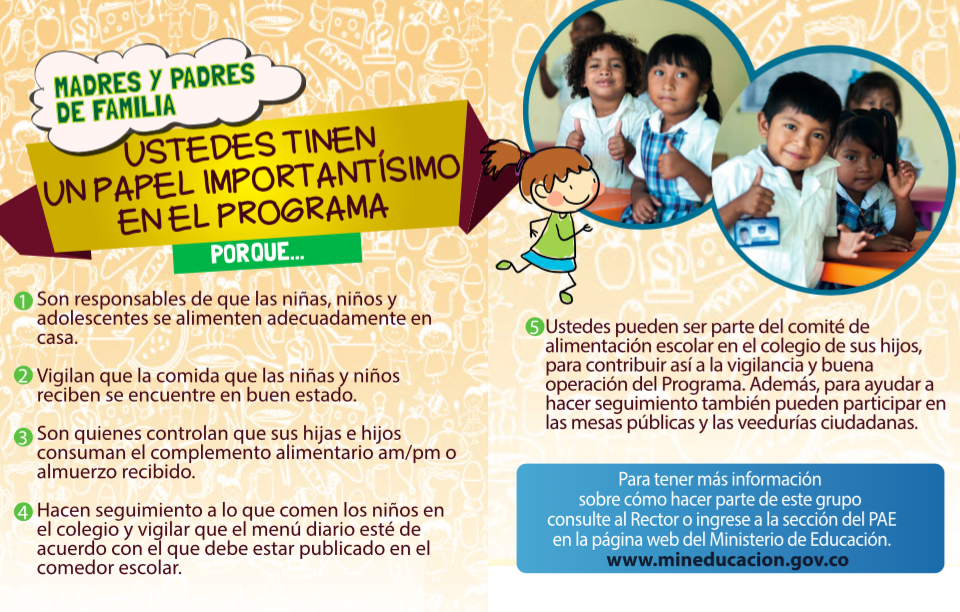 MADRES Y PADRES
DE FAMILIA
USTEDES TINEN
UN PAPEL IMPORTANTÍSIMO
EN EL PROGRAMA
PORQUE...
1 Son responsables de que las niñas, niños y
adolescentes se alimenten adecuadamente en
casa.
2 Vigilan que la comida que las niñas y niños
reciben se encuentre en buen estado.
3 Son quienes controlan que sus hijas e hijos
consuman el complemento alimentario am/pm o
almuerzo recibido.
4 Hacen seguimiento a lo que comen los niños en
el colegio y vigilar que el menú diario esté de
acuerdo con el que debe estar publicado en el
comedor escolar.
5 Ustedes pueden ser parte del comité de
alimentación escolar en el colegio de sus hijos,
para contribuir así a la vigilancia y buena
operación del Programa. Además, para ayudar a
hacer seguimiento también pueden participar en
las mesas públicas y las veedurías ciudadanas.
Para tener más información
sobre cómo hacer parte de este grupo
consulte al Rector o ingrese a la sección del PAE
en la página web del Ministerio de Educación.
www.mineducacion.gov.co